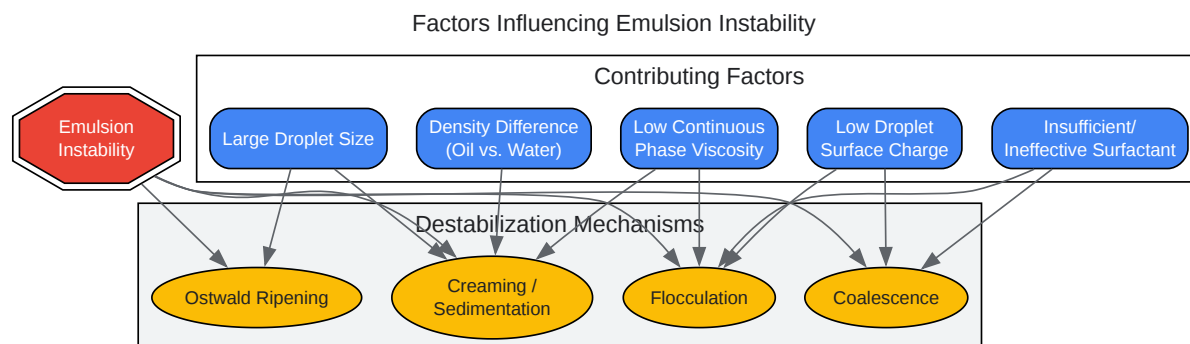 Factors Influencing Emulsion Instability
Contributing Factors
Emulsion
Instability
Large Droplet Size
Density Difference
(Oil vs. Water)
Low Continuous
Phase Viscosity
Low Droplet
Surface Charge
Insufficient/
Ineffective Surfactant
Destabilization Mechanisms
Ostwald Ripening
Creaming /
Sedimentation
Flocculation
Coalescence